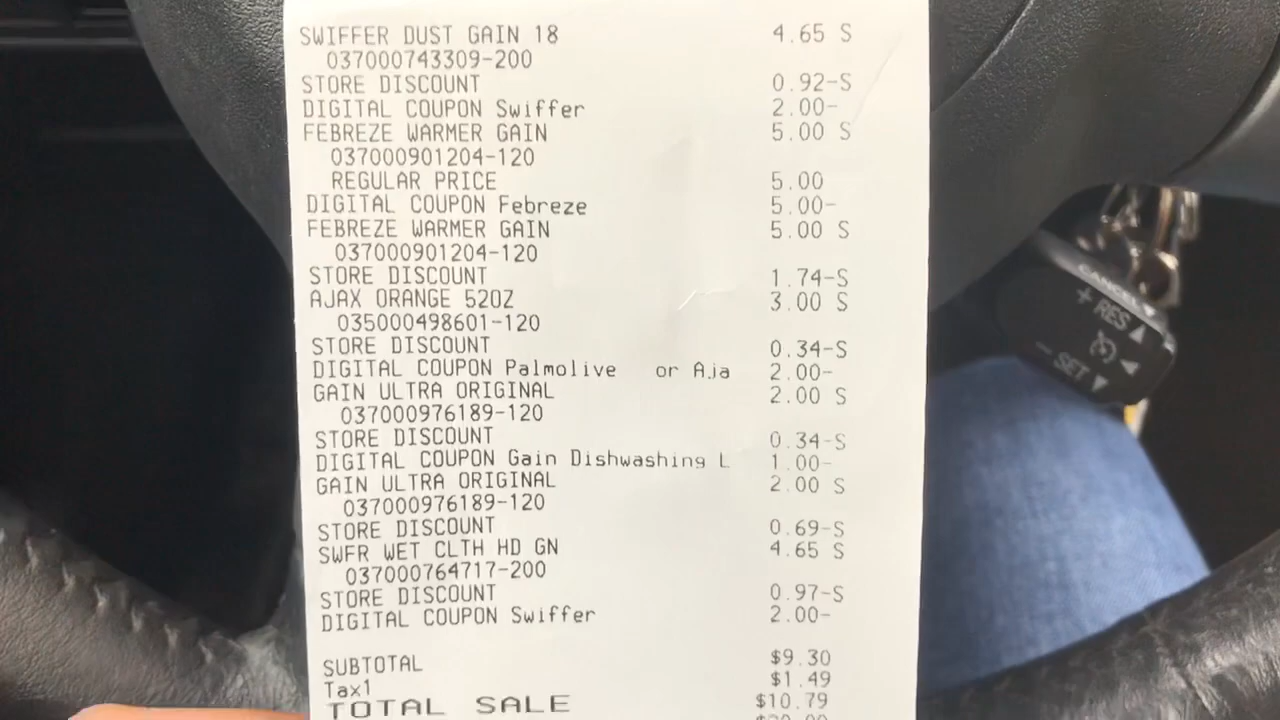 SWIFFER DUST GAIN 18 4.65 S
037000743309-200
STORE DISCOUNT 0.92-S
DIGITAL COUPON Swiffer 2.00-
FEBREZE WARMER GAIN 5.00 S
037000901204-120
REGULAR PRICE 5.00
DIGITAL COUPON Febreze 5.00-
FEBREZE WARMER GAIN 5.00 S
037000901204-120
STORE DISCOUNT 1.74-S
AJAX ORANGE 52OZ 3.00 S
035000498601-120
STORE DISCOUNT 0.34-S
DIGITAL COUPON Palmolive or Aja 2.00-
GAIN ULTRA ORIGINAL 2.00 S
037000976189-120
STORE DISCOUNT 0.34-S
DIGITAL COUPON Gain Dishwashing L 1.00-
GAIN ULTRA ORIGINAL 2.00 S
037000976189-120
STORE DISCOUNT 0.69-S
SWFR WET CLTH HD GN 4.65 S
037000764717-200
STORE DISCOUNT 0.97-S
DIGITAL COUPON Swiffer 2.00-
SUBTOTAL $9.30
Tax1 $1.49
TOTAL SALE $10.79
CANCEL
+ RES
- SET